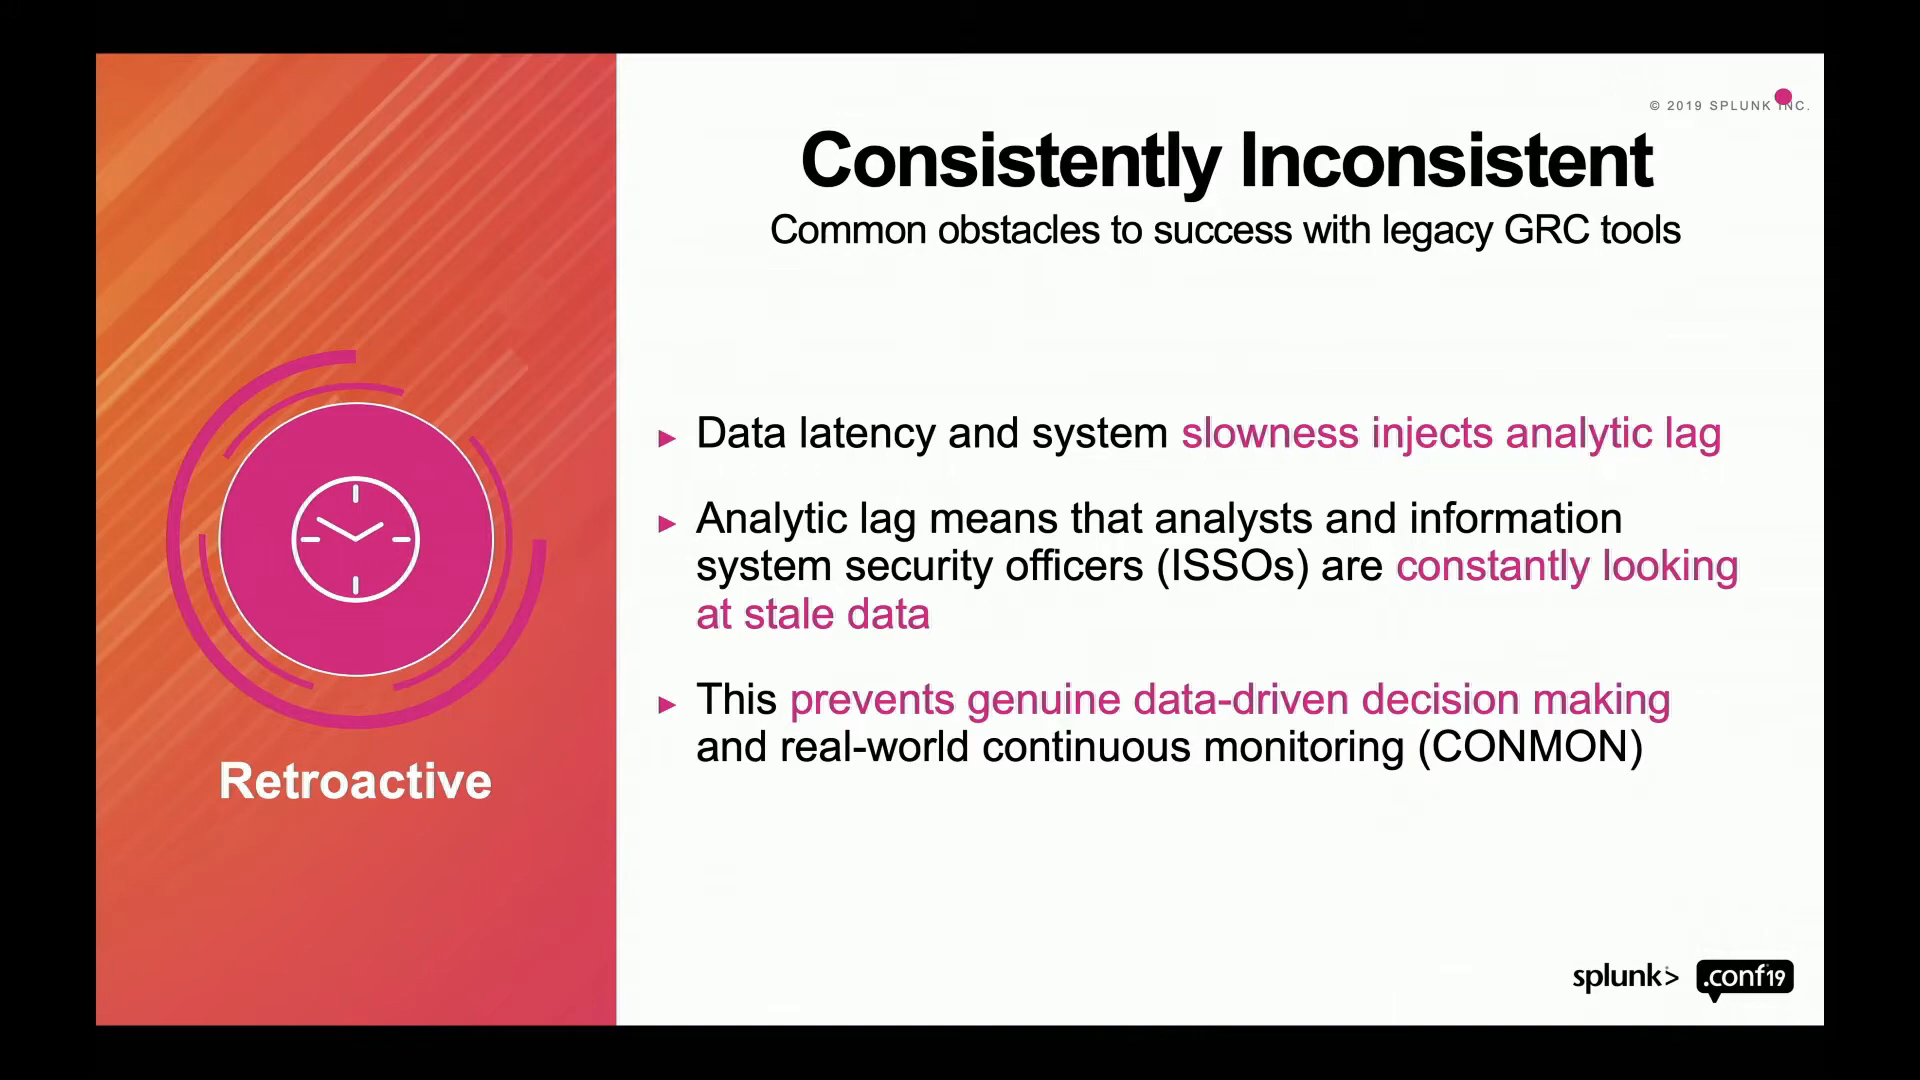 © 2019 SPLUNK INC.
Consistently Inconsistent
Common obstacles to success with legacy GRC tools
▸ Data latency and system slowness injects analytic lag
▸ Analytic lag means that analysts and information
system security officers (ISSOs) are constantly looking
at stale data
▸ This prevents genuine data-driven decision making
and real-world continuous monitoring (CONMON)
Retroactive
splunk> .conf19